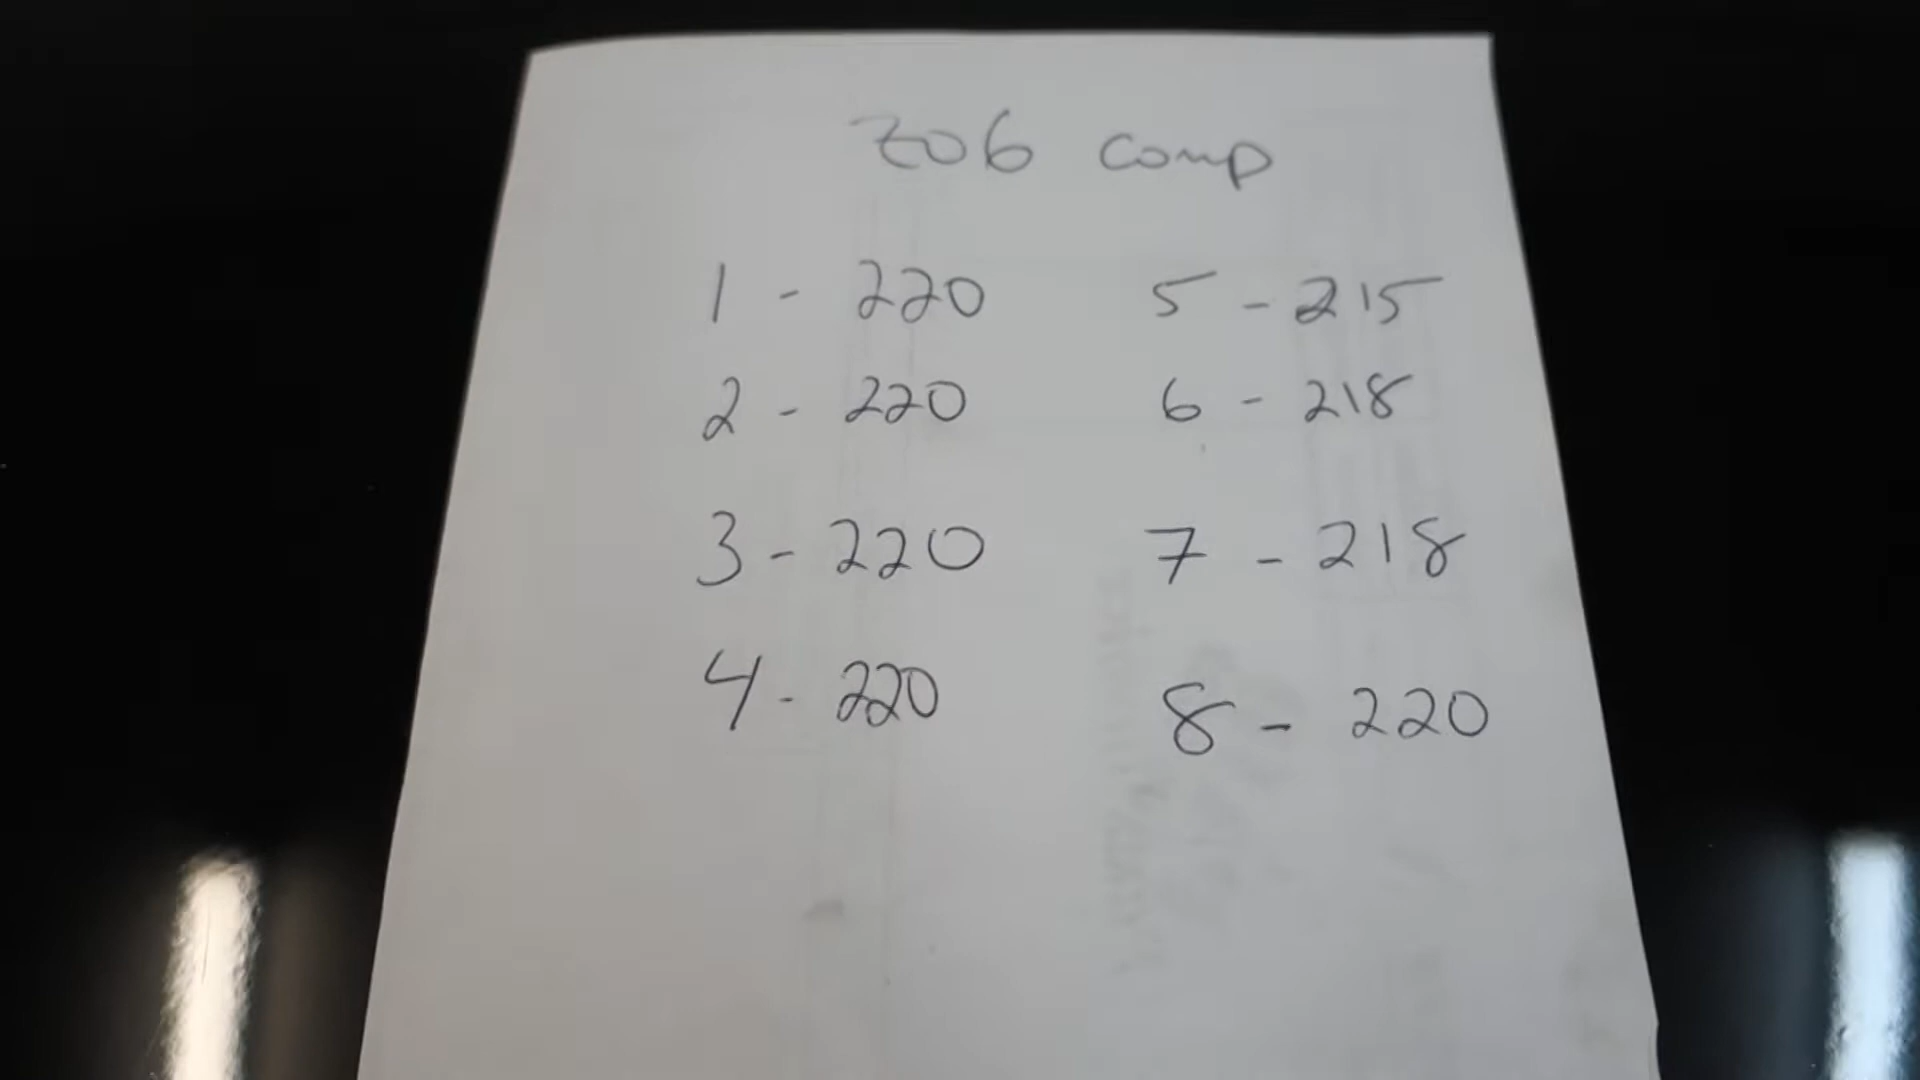 Z06 comp
1 - 220 5 - 215
2 - 220 6 - 218
3 - 220 7 - 218
4 - 220 8 - 220